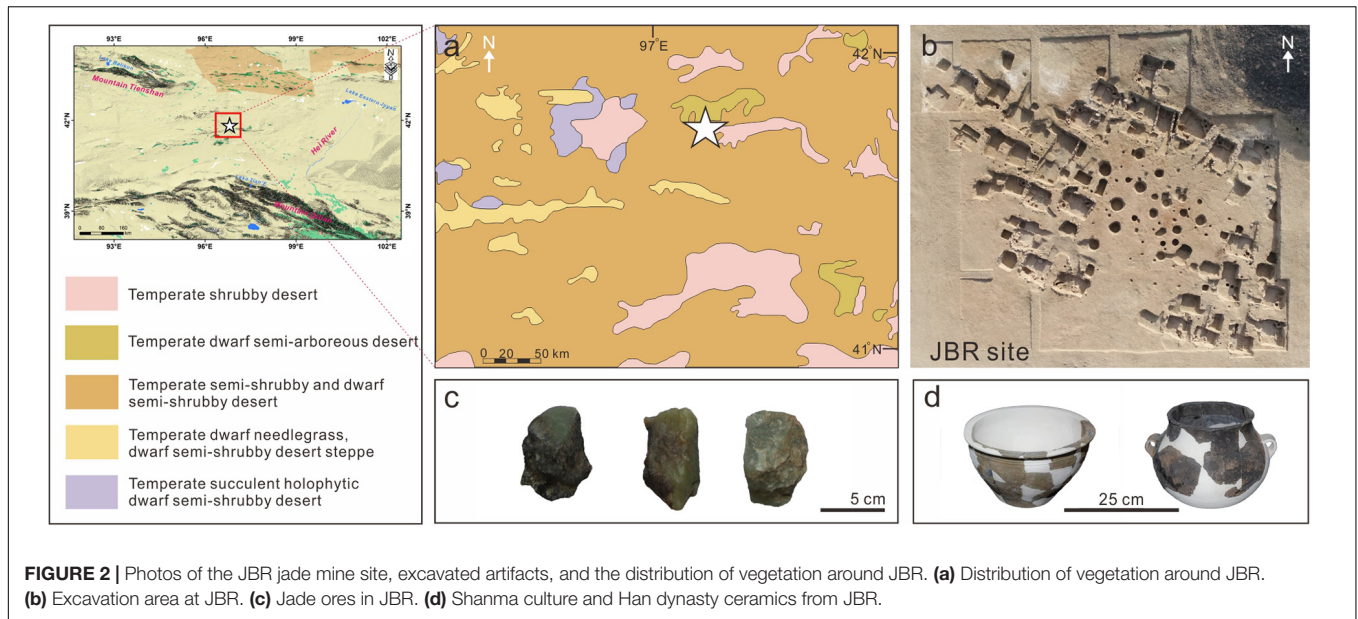 93°E 96°E 99°E 102°E
N
Mountain Tienshan
Lake Eastern Jyyan
42°N 42°N
Hei River
39°N 39°N
0 80 160
93°E 96°E 99°E 102°E
Temperate shrubby desert
Temperate dwarf semi-arboreous desert
Temperate semi-shrubby and dwarf
semi-shrubby desert
Temperate dwarf needlegrass,
dwarf semi-shrubby desert steppe
Temperate succulent holophytic
dwarf semi-shrubby desert
a
N
97°E
42°N
41°N
0 20 50 km
b
N
JBR site
c
5 cm
d
25 cm
FIGURE 2 | Photos of the JBR jade mine site, excavated artifacts, and the distribution of vegetation around JBR. (a) Distribution of vegetation around JBR.
(b) Excavation area at JBR. (c) Jade ores in JBR. (d) Shanma culture and Han dynasty ceramics from JBR.